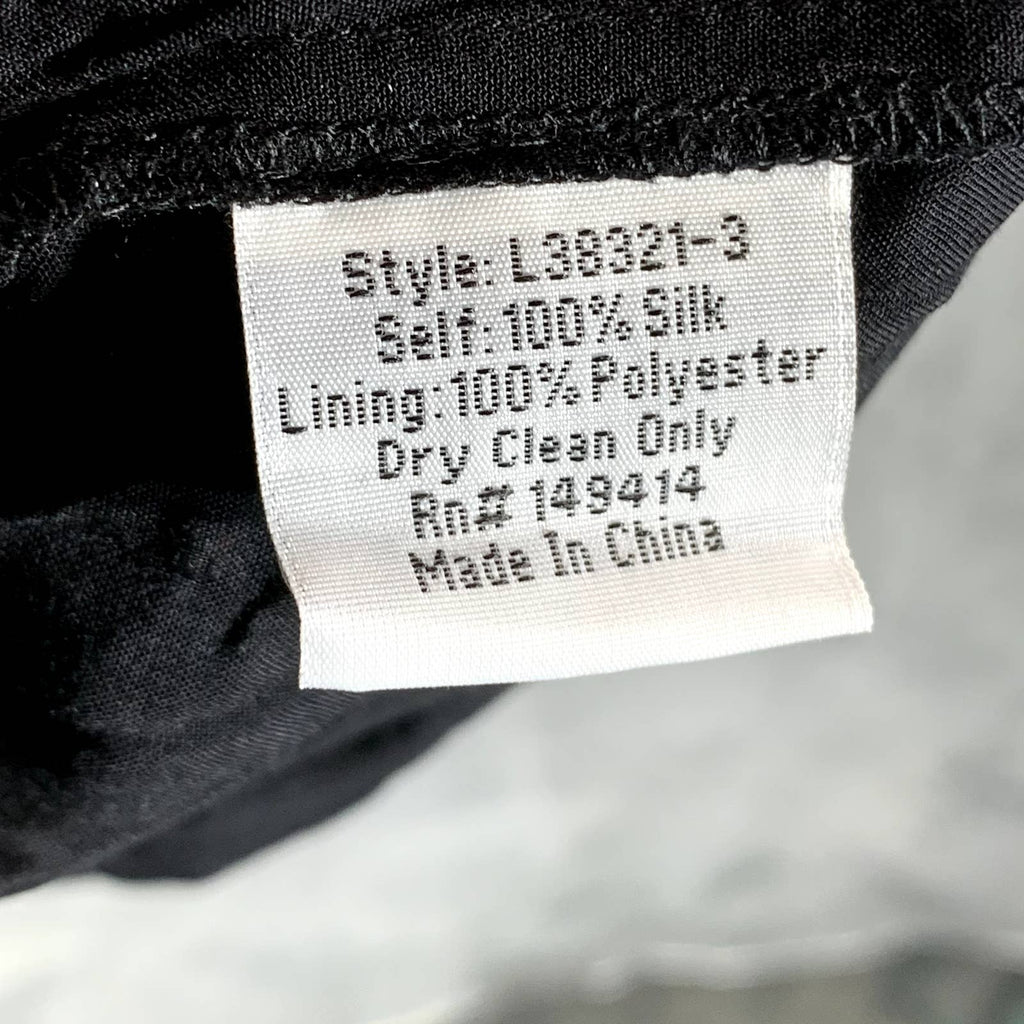 Style: L38321-3
Self:100% Silk
Lining:100% Polyester
Dry Clean Only
Rn# 149414
Made In China